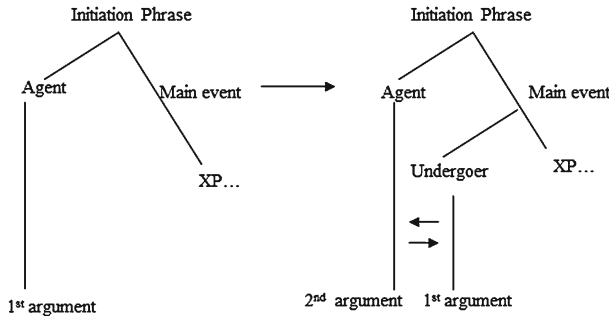 Initiation Phrase
Agent
Main event
XP…
1st argument
Initiation Phrase
Agent
Main event
Undergoer
XP…
2nd argument
1st argument